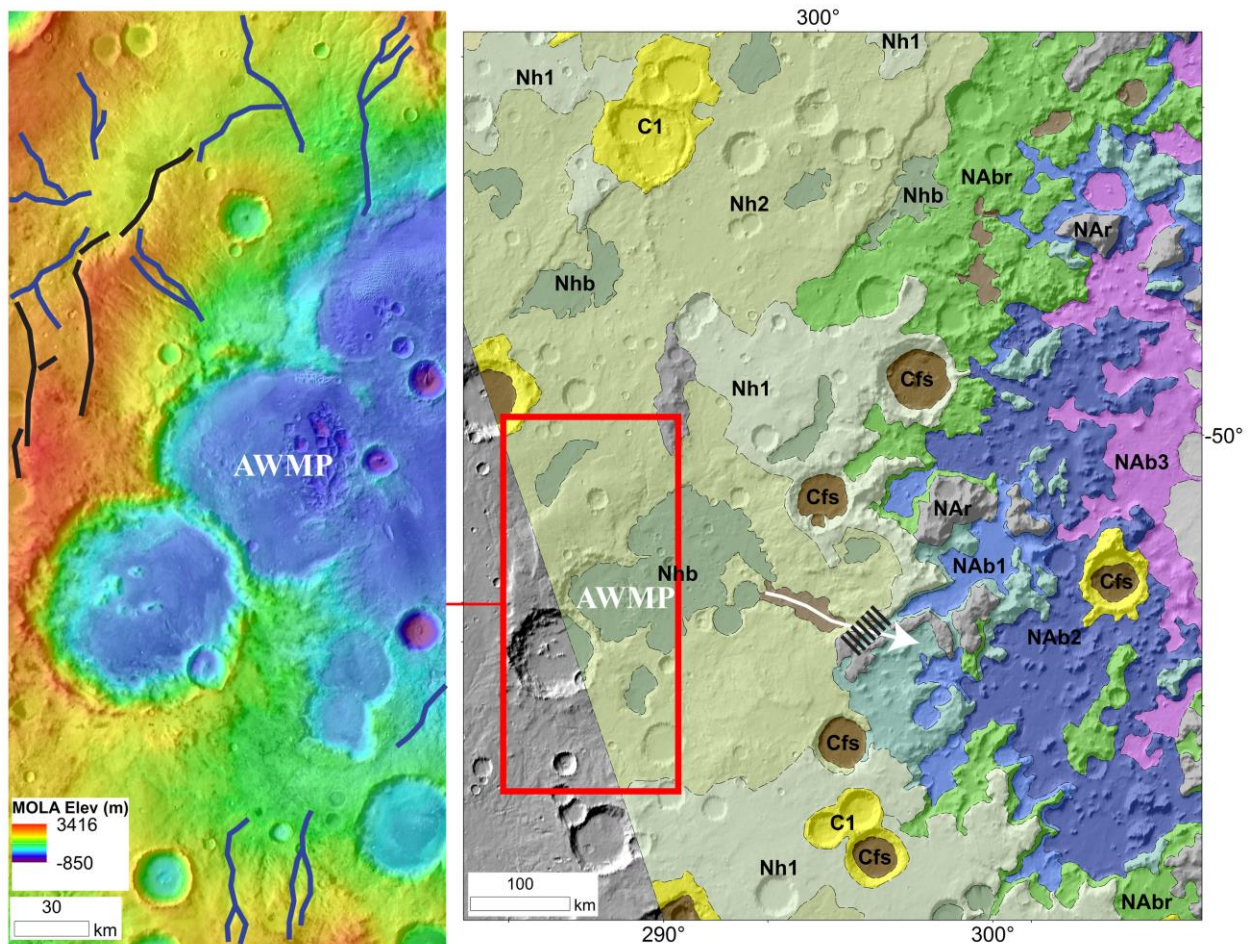 AWMP
MOLA Elev (m)
3416
-850
30
km
300°
Nh1
Nh1
C1
Nh2
Nhb
NAbr
NAr
Nhb
Cfs
Nh1
-50°
NAb3
Cfs
NAr
Nhb
NAb1
Cfs
AWMP
NAb2
Cfs
C1
Cfs
Nh1
NAbr
100
km
290°
300°